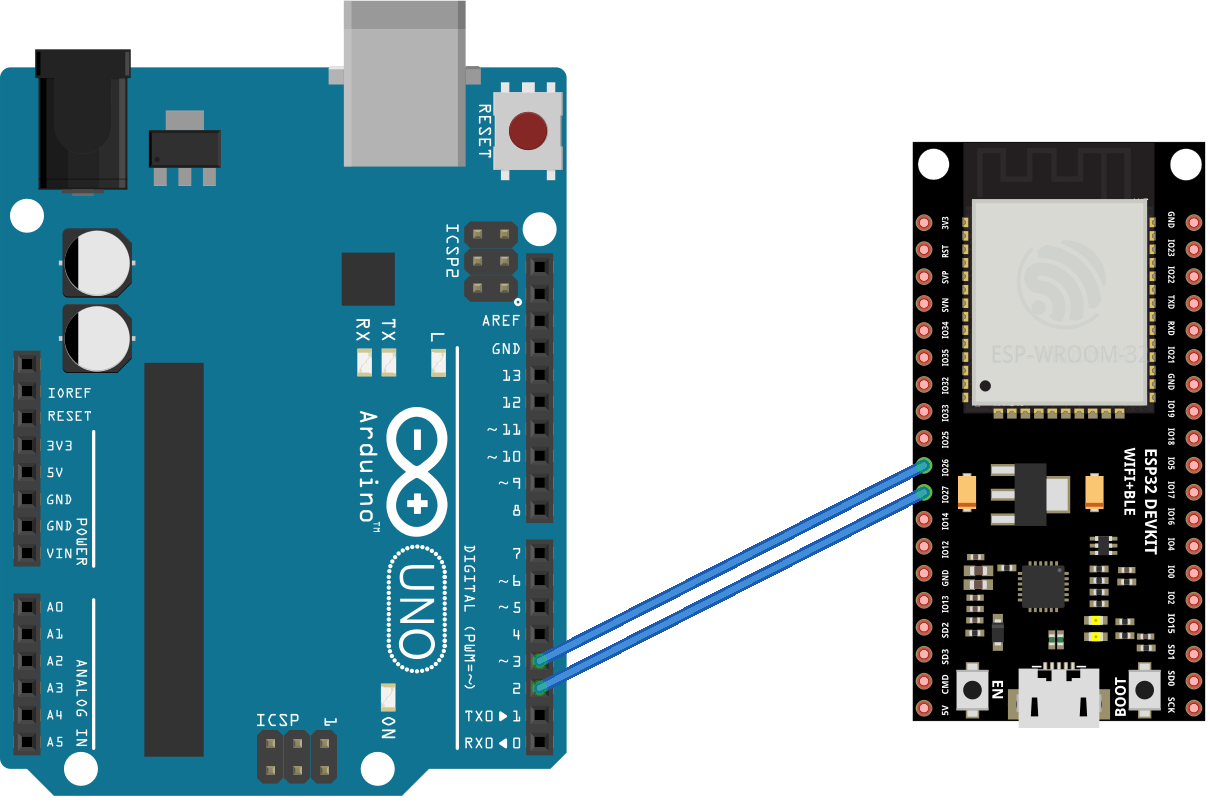 RESET
ICSP2
AREF
GND
13
12
~11
~10
~9
8
7
~6
~5
4
~3
2
TX0▶1
RX0◀0
DIGITAL (PWM=~)
RX
TX
L
Arduino™
UNO
ON
ICSP
1
IOREF
RESET
3V3
5V
GND
GND
VIN
POWER
A0
A1
A2
A3
A4
A5
ANALOG IN
3V3
RST
SVP
SVN
IO34
IO35
IO32
IO33
IO25
IO26
IO27
IO14
IO12
GND
IO13
SD2
SD3
CMD
5V
ESP-WROOM-32
ESP32 DEVKIT
WIFI+BLE
EN
BOOT
GND
IO23
IO22
TXD
RXD
IO21
GND
IO19
IO18
IO5
IO17
IO16
IO4
IO0
IO2
IO15
SD1
SD0
SCK